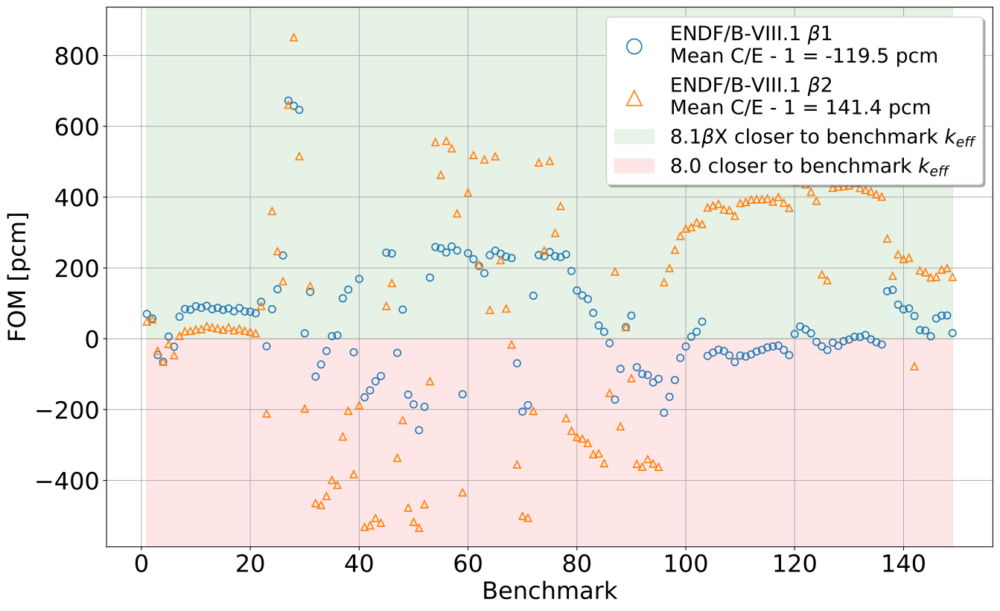 FOM [pcm]
800
600
400
200
0
−200
−400
0 20 40 60 80 100 120 140
Benchmark
ENDF/B-VIII.1 β1
Mean C/E - 1 = -119.5 pcm
ENDF/B-VIII.1 β2
Mean C/E - 1 = 141.4 pcm
8.1βX closer to benchmark k_eff
8.0 closer to benchmark k_eff